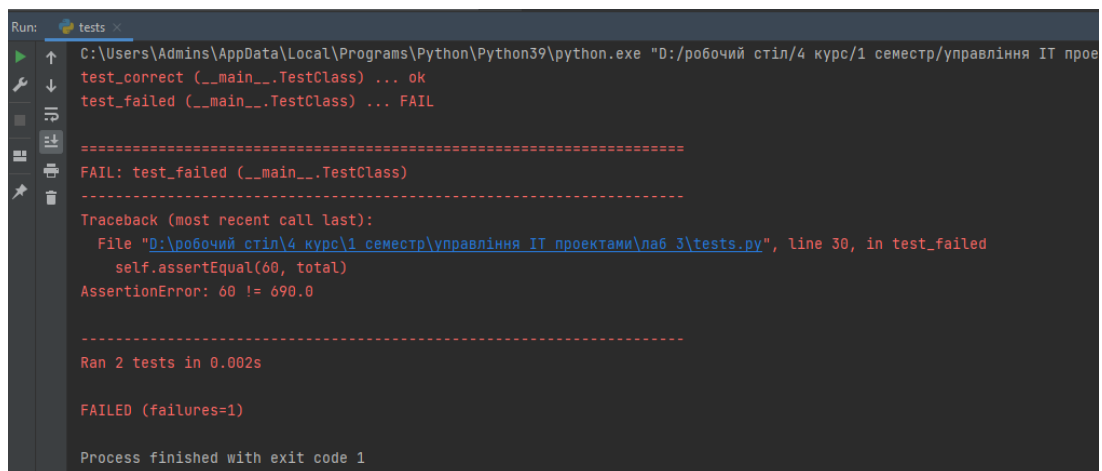 Run: tests ×
C:\Users\Admins\AppData\Local\Programs\Python\Python39\python.exe "D:/робочий стіл/4 курс/1 семестр/управління ІТ прое
test_correct (__main__.TestClass) ... ok
test_failed (__main__.TestClass) ... FAIL
======================================================================
FAIL: test_failed (__main__.TestClass)
----------------------------------------------------------------------
Traceback (most recent call last):
File "D:\робочий стіл\4 курс\1 семестр\управління ІТ проектами\лаб 3\tests.py", line 30, in test_failed
self.assertEqual(60, total)
AssertionError: 60 != 690.0
----------------------------------------------------------------------
Ran 2 tests in 0.002s
FAILED (failures=1)
Process finished with exit code 1